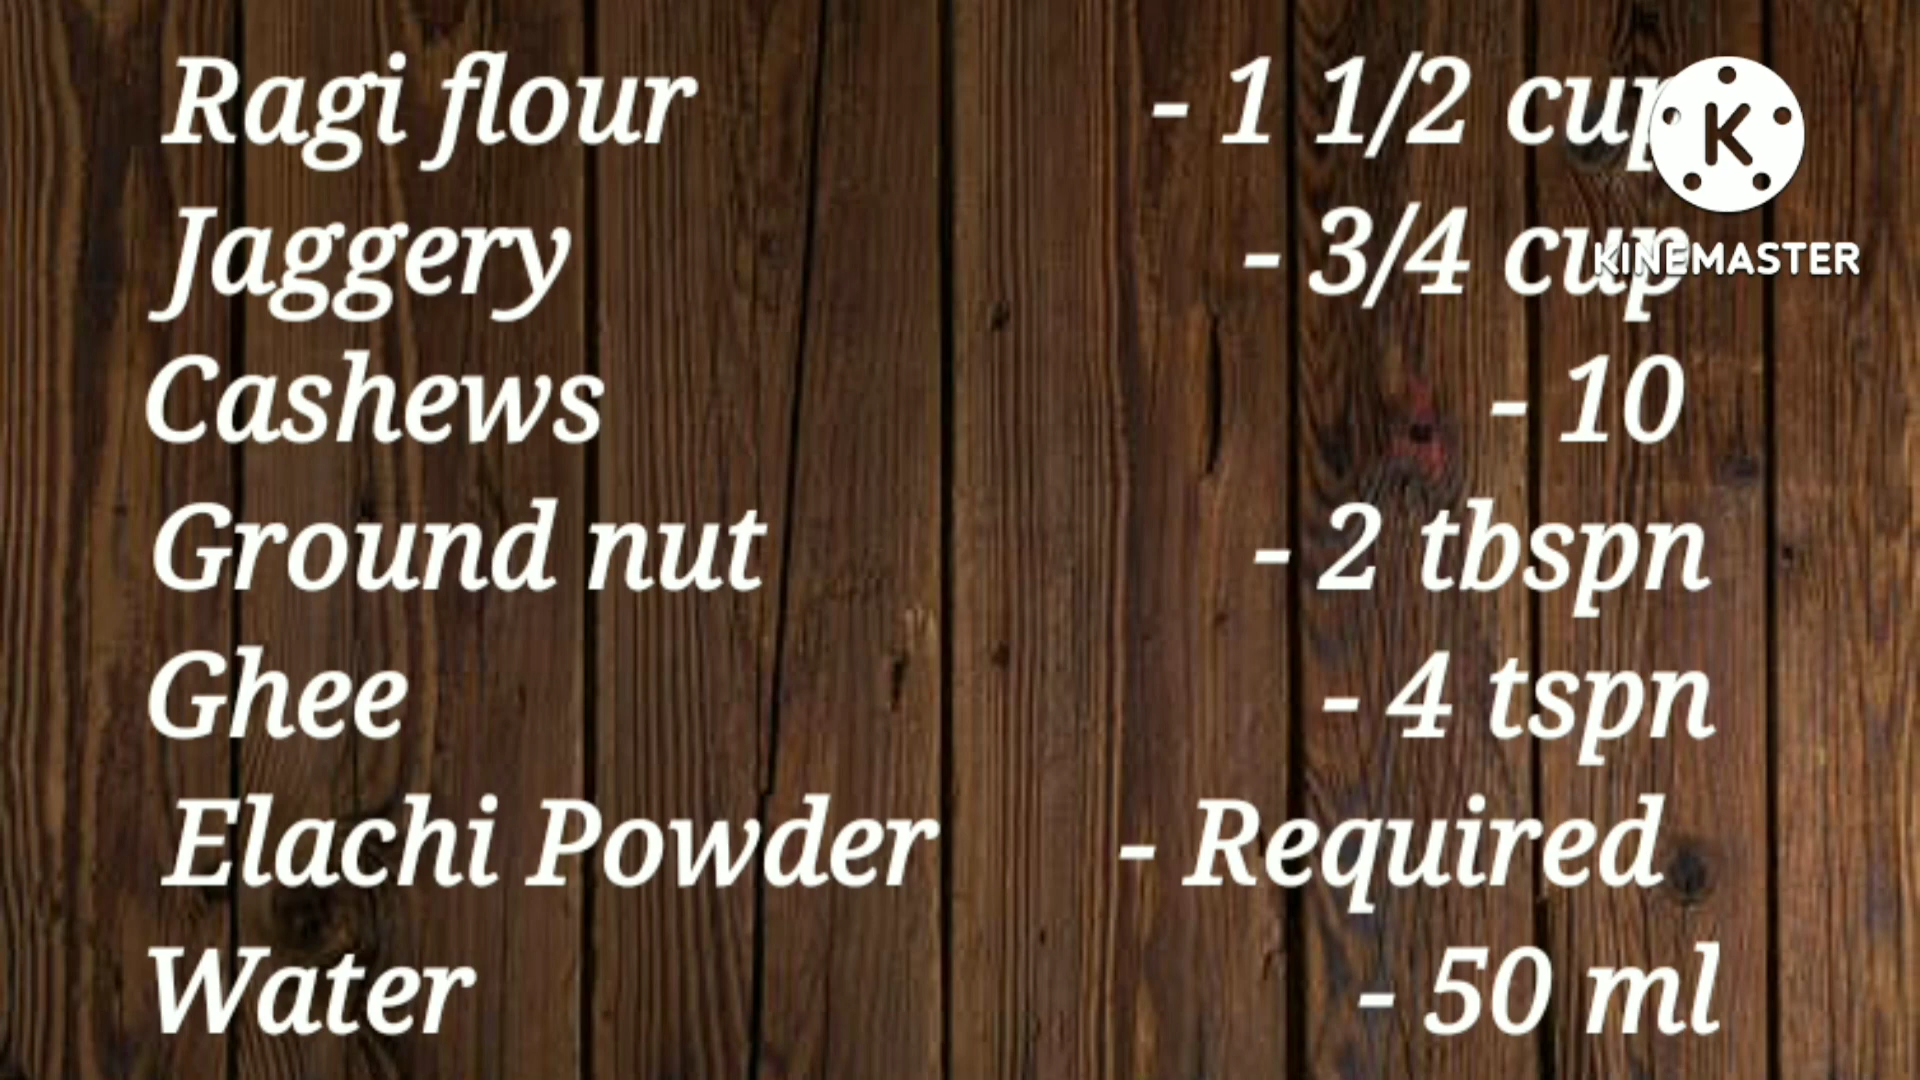 Ragi flour - 1 1/2 cup
Jaggery - 3/4 cup
Cashews - 10
Ground nut - 2 tbspn
Ghee - 4 tspn
Elachi Powder - Required
Water - 50 ml
K
KINEMASTER